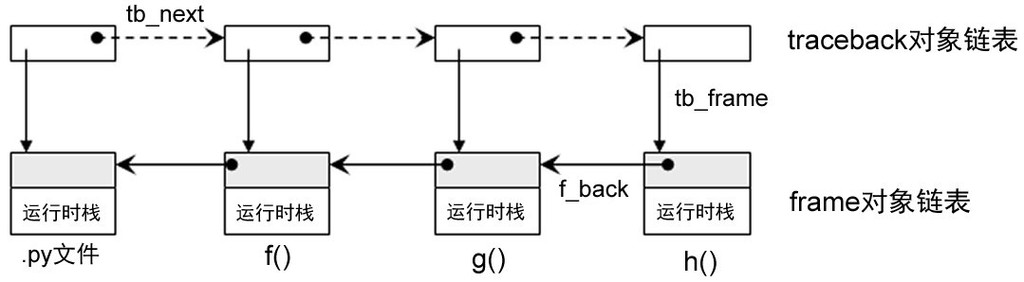 tb_next
traceback对象链表
tb_frame
f_back
运行时栈
运行时栈
运行时栈
运行时栈
frame对象链表
.py文件
f()
g()
h()